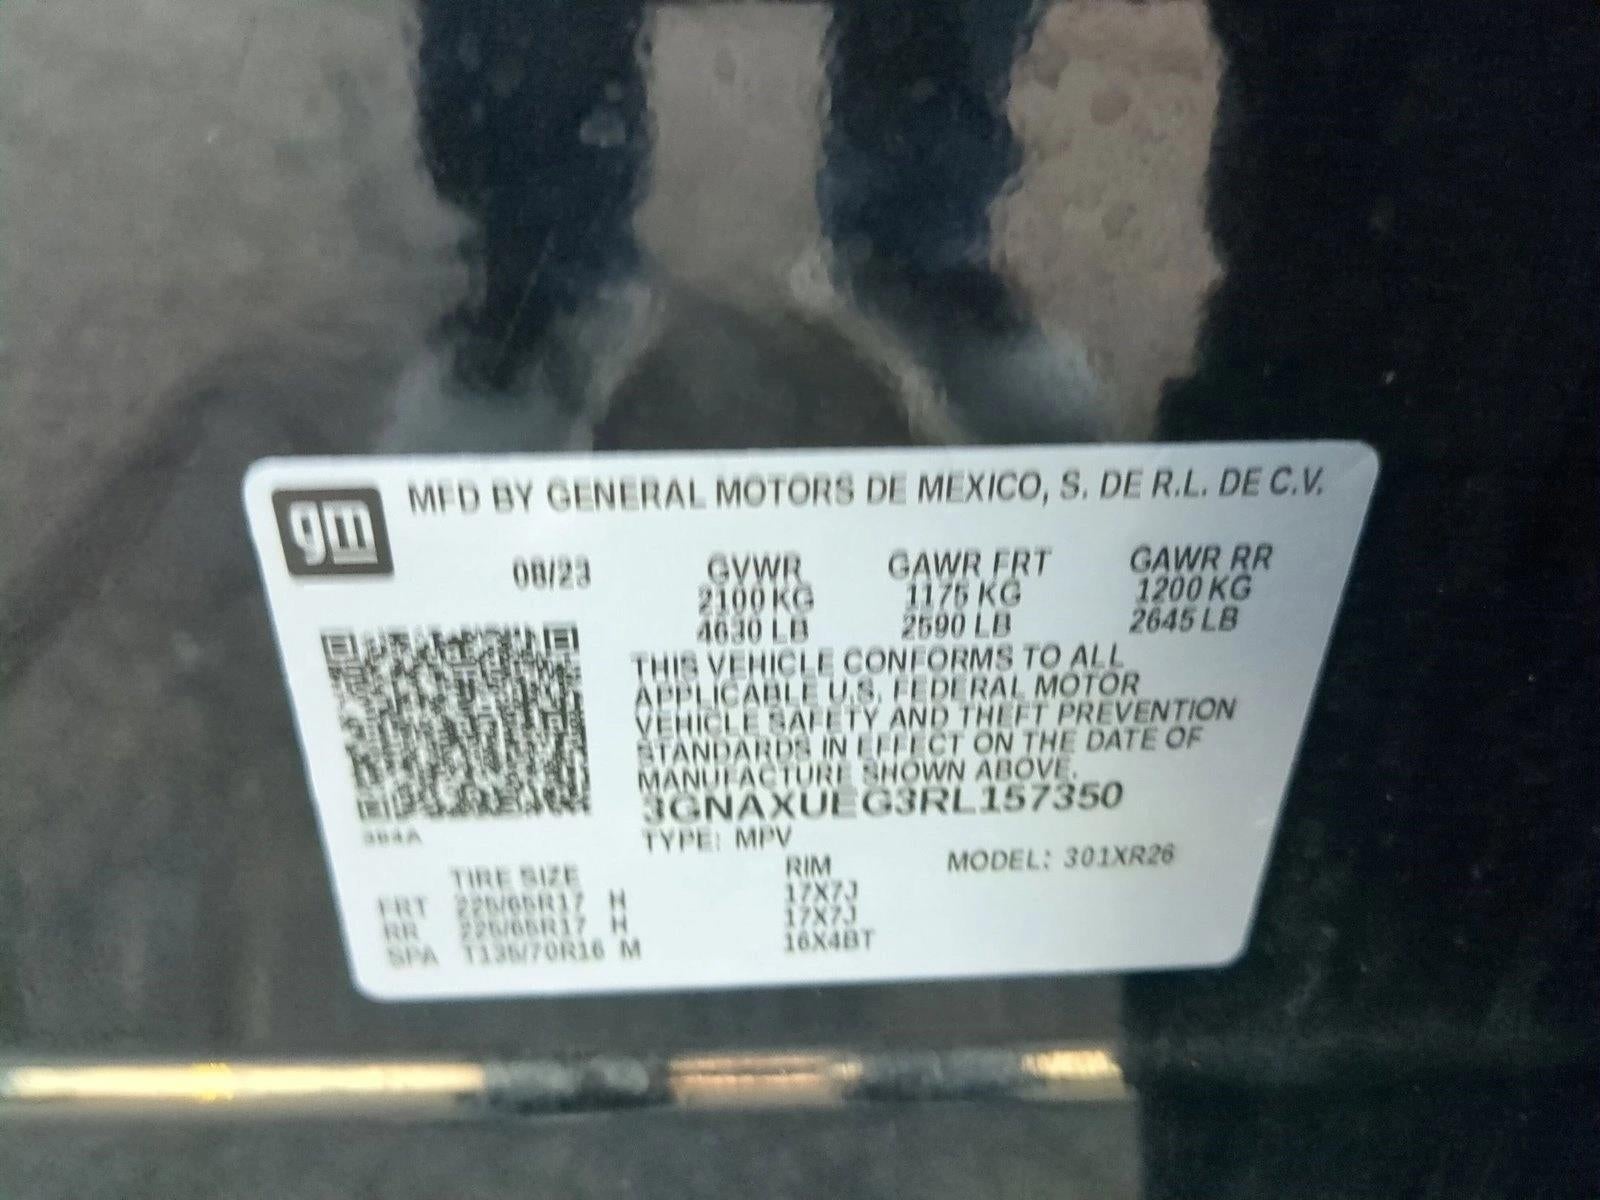 gm
MFD BY GENERAL MOTORS DE MEXICO, S. DE R.L. DE C.V.
08/23 GVWR GAWR FRT GAWR RR
2100 KG 1175 KG 1200 KG
4630 LB 2590 LB 2645 LB
THIS VEHICLE CONFORMS TO ALL
APPLICABLE U.S. FEDERAL MOTOR
VEHICLE SAFETY AND THEFT PREVENTION
STANDARDS IN EFFECT ON THE DATE OF
MANUFACTURE SHOWN ABOVE.
3GNAXUEG3RL157350
TYPE: MPV
MODEL: 301XR26
TIRE SIZE RIM
FRT 225/65R17 H 17X7J
RR 225/65R17 H 17X7J
SPA T135/70R16 M 16X4BT